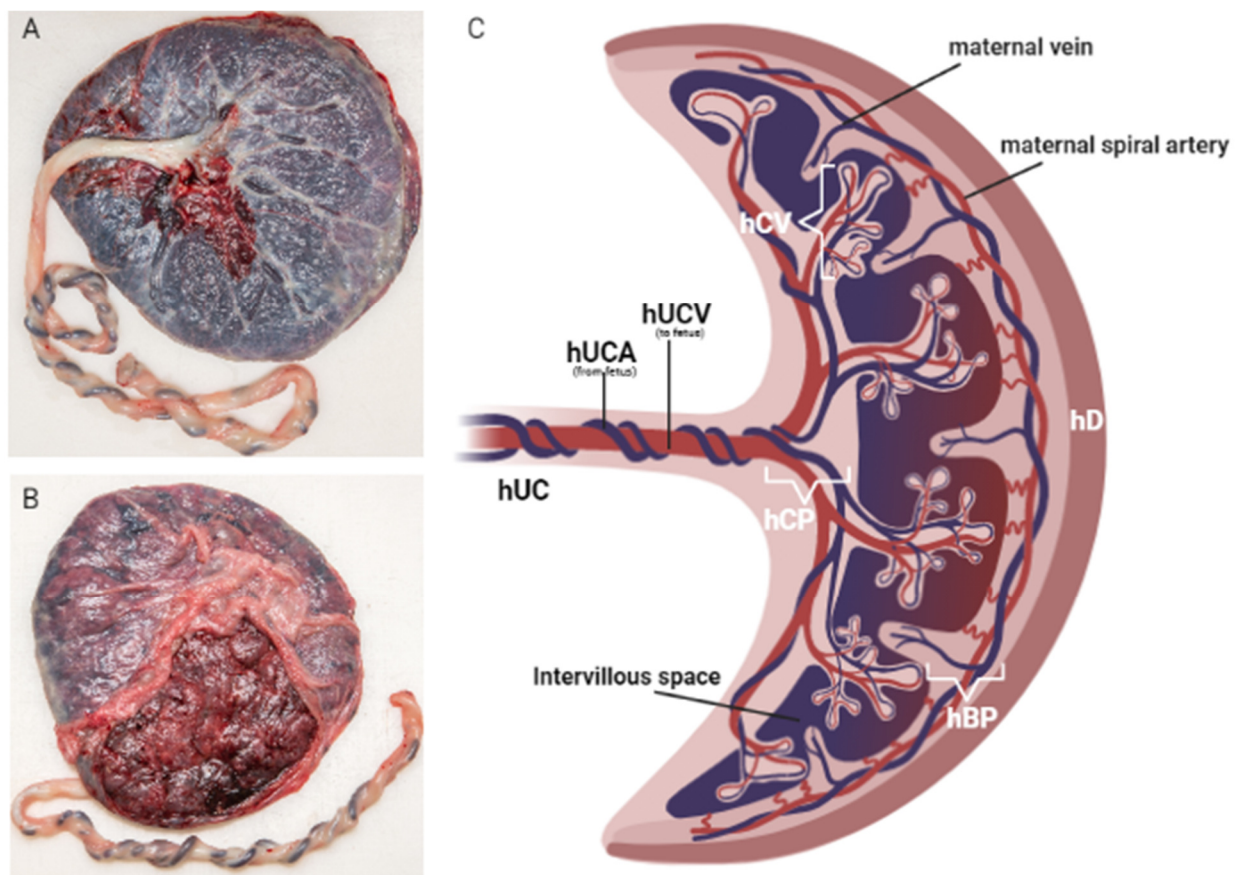 A
B
C
maternal vein
maternal spiral artery
hCV
hUCV
(to fetus)
hUCA
(from fetus)
hD
hUC
hCP
Intervillous space
hBP